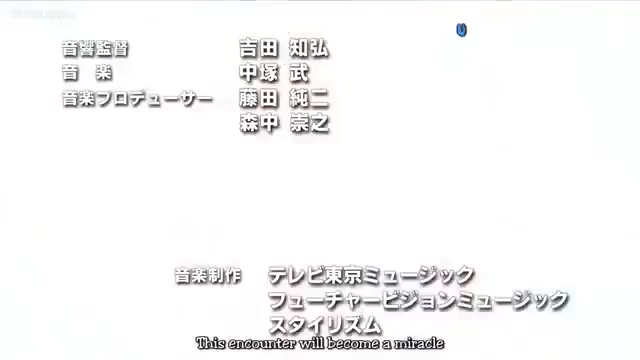 音響監督 吉田 知弘
音 楽 中塚 武
音楽プロデューサー 藤田 純二
森中 崇之
音楽制作 テレビ東京ミュージック
フューチャービジョンミュージック
スタイリズム
This encounter will become a miracle